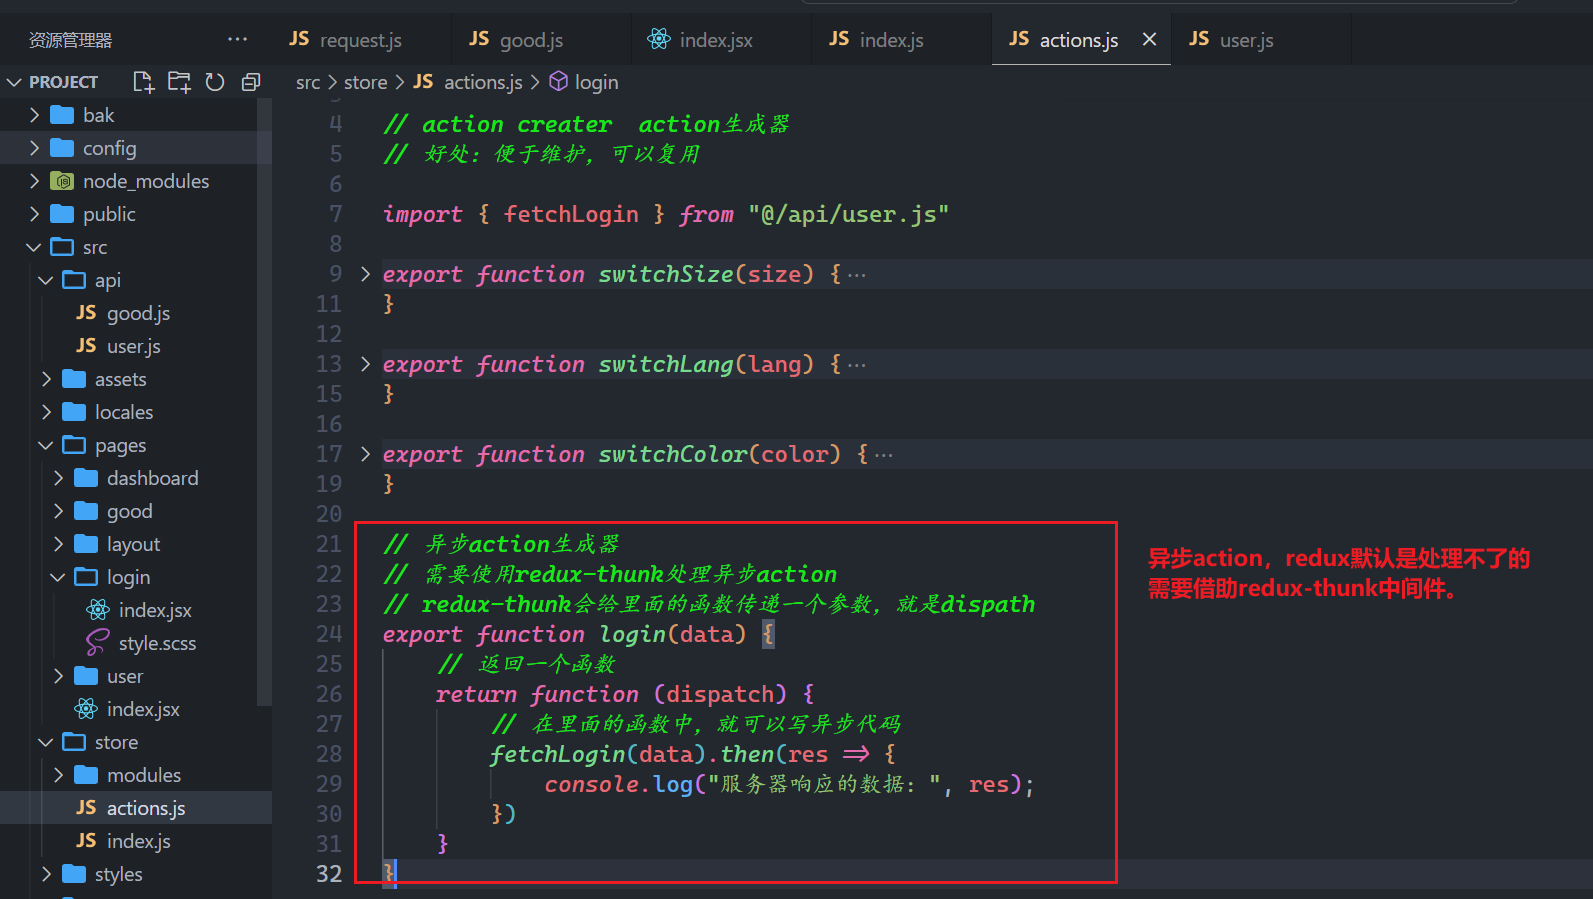 资源管理器 ···
JS request.js
JS good.js
index.jsx
JS index.js
JS actions.js
JS user.js
PROJECT
bak
config
node_modules
public
src
api
JS good.js
JS user.js
assets
locales
pages
dashboard
good
layout
login
index.jsx
style.scss
user
index.jsx
store
modules
JS actions.js
JS index.js
styles
src > store > JS actions.js > login
4 // action creater  action生成器
5 // 好处：便于维护，可以复用
6
7 import { fetchLogin } from "@/api/user.js"
8
9 export function switchSize(size) {···
11 }
12
13 export function switchLang(lang) {···
15 }
16
17 export function switchColor(color) {···
19 }
20
21 // 异步action生成器
22 // 需要使用redux-thunk处理异步action
23 // redux-thunk会给里面的函数传递一个参数，就是dispath
24 export function login(data) {
25 // 返回一个函数
26 return function (dispatch) {
27 // 在里面的函数中，就可以写异步代码
28 fetchLogin(data).then(res => {
29 console.log("服务器响应的数据：", res);
30 })
31 }
32 }
异步action，redux默认是处理不了的
需要借助redux-thunk中间件。